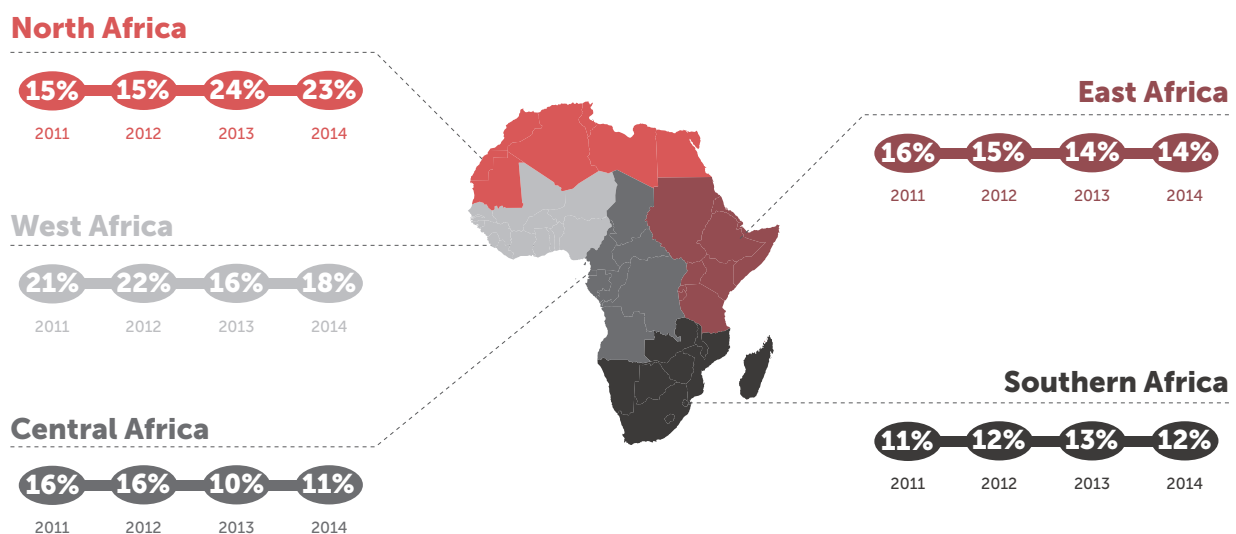 North Africa
15% 15% 24% 23%
2011 2012 2013 2014
West Africa
21% 22% 16% 18%
2011 2012 2013 2014
Central Africa
16% 16% 10% 11%
2011 2012 2013 2014
East Africa
16% 15% 14% 14%
2011 2012 2013 2014
Southern Africa
11% 12% 13% 12%
2011 2012 2013 2014